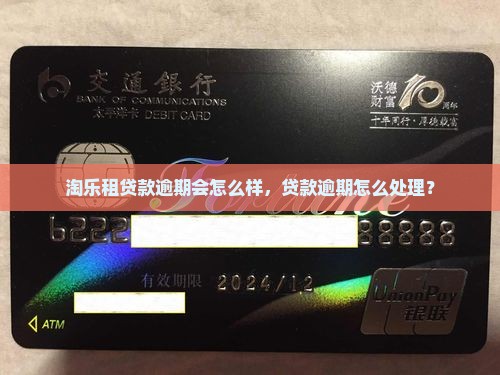 交通銀行
BANK OF COMMUNICATIONS
太平洋卡 DEBIT CARD
沃德
财富
10周年
十年同行·厚德载富
淘乐租贷款逾期会怎么样，贷款逾期怎么处理？
Fortune
6222
88888
有效期限 2024/12
ATM
UnionPay
银联